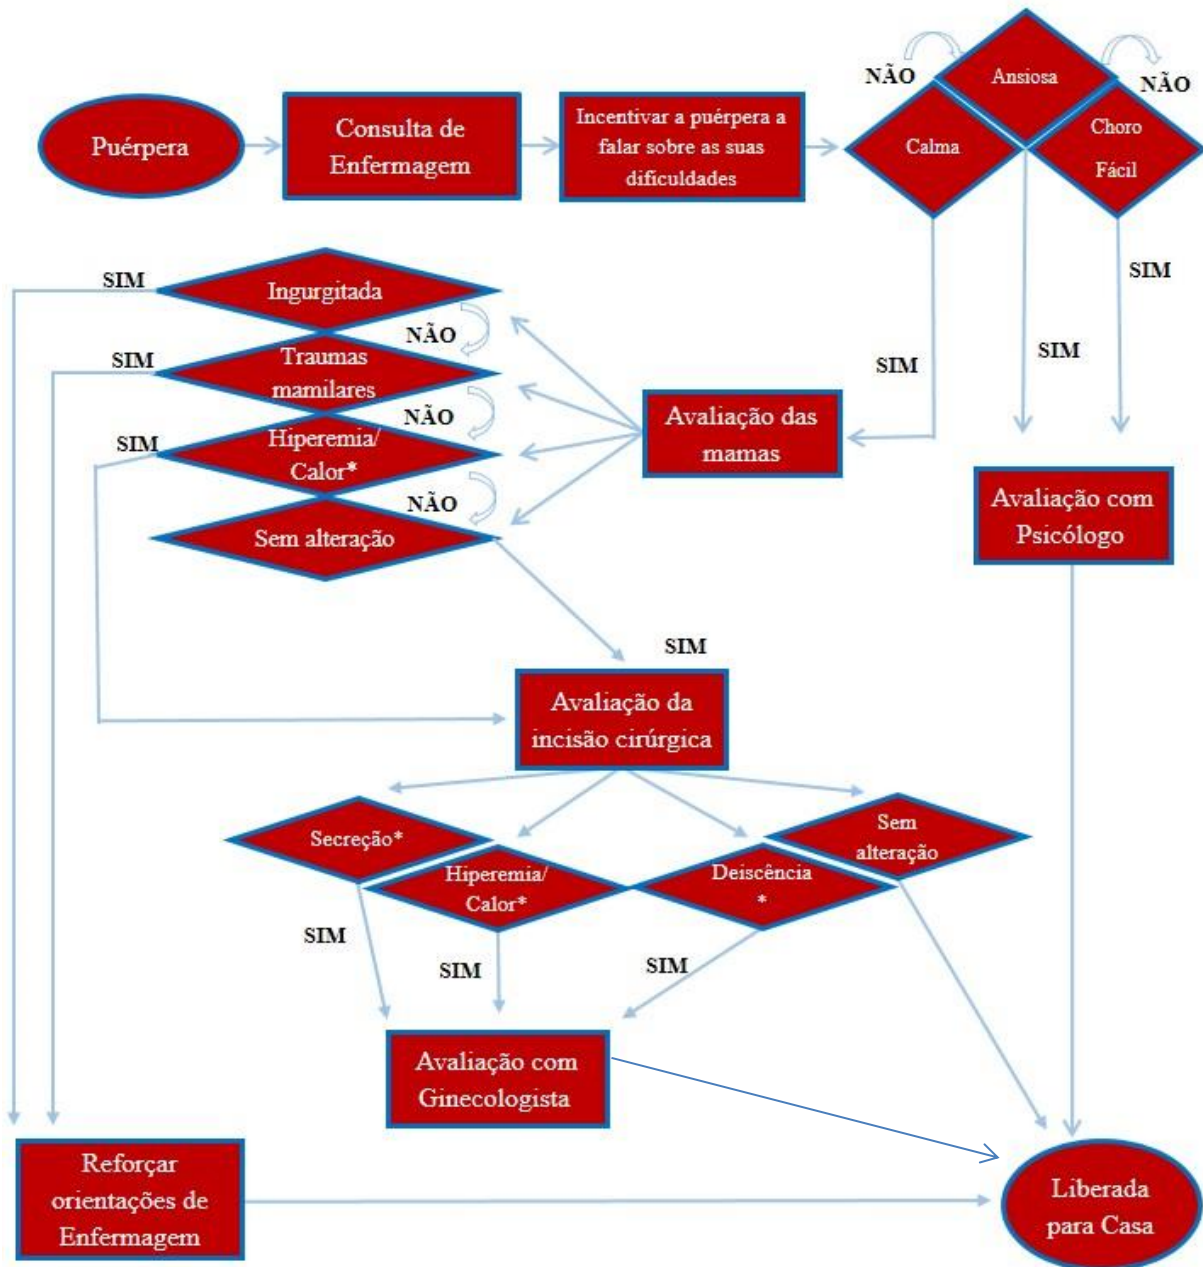 Puérpera
Consulta de
Enfermagem
Incentivar a puérpera a
falar sobre as suas
dificuldades
NÃO
Ansiosa
NÃO
Calma
Choro
Fácil
SIM
SIM
SIM
SIM
Ingurgitada
NÃO
SIM
Traumas
mamilares
NÃO
SIM
Hiperemia/
Calor*
NÃO
Sem alteração
Avaliação das
mamas
Avaliação com
Psicólogo
SIM
Avaliação da
incisão cirúrgica
Secreção*
Hiperemia/
Calor*
Deiscência
*
Sem
alteração
SIM
SIM
SIM
Avaliação com
Ginecologista
Reforçar
orientações de
Enfermagem
Liberada
para Casa